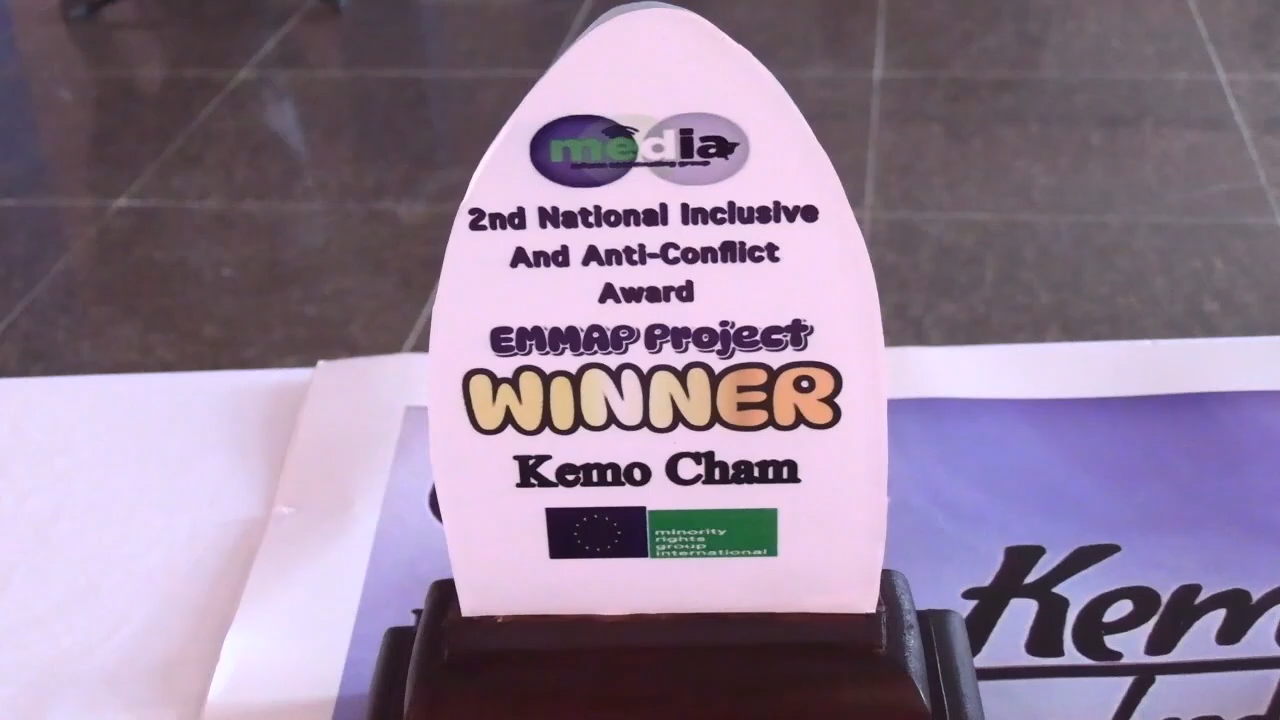 media
2nd National Inclusive
And Anti-Conflict
Award
EMMAP Project
WINNER
Kemo Cham
minority
rights
group
international
Kem